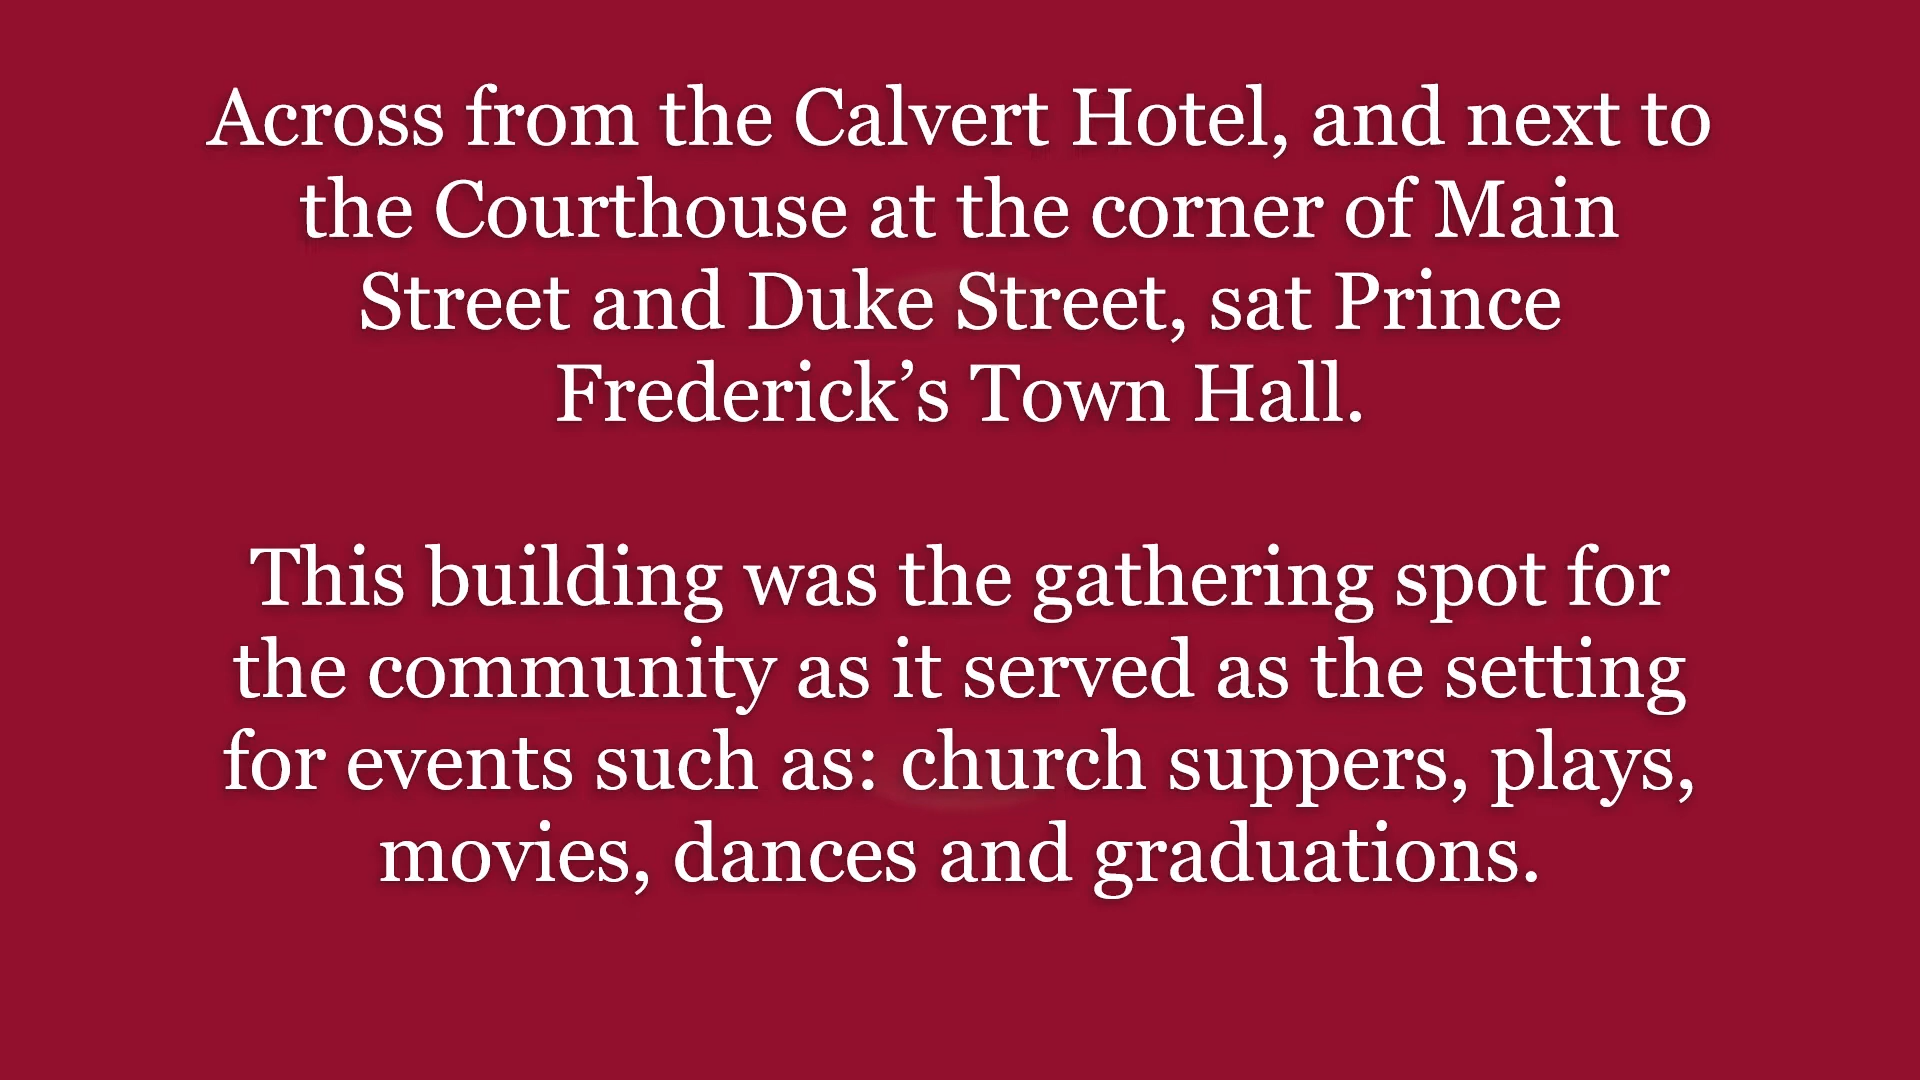 Across from the Calvert Hotel, and next to
the Courthouse at the corner of Main
Street and Duke Street, sat Prince
Frederick’s Town Hall.
This building was the gathering spot for
the community as it served as the setting
for events such as: church suppers, plays,
movies, dances and graduations.